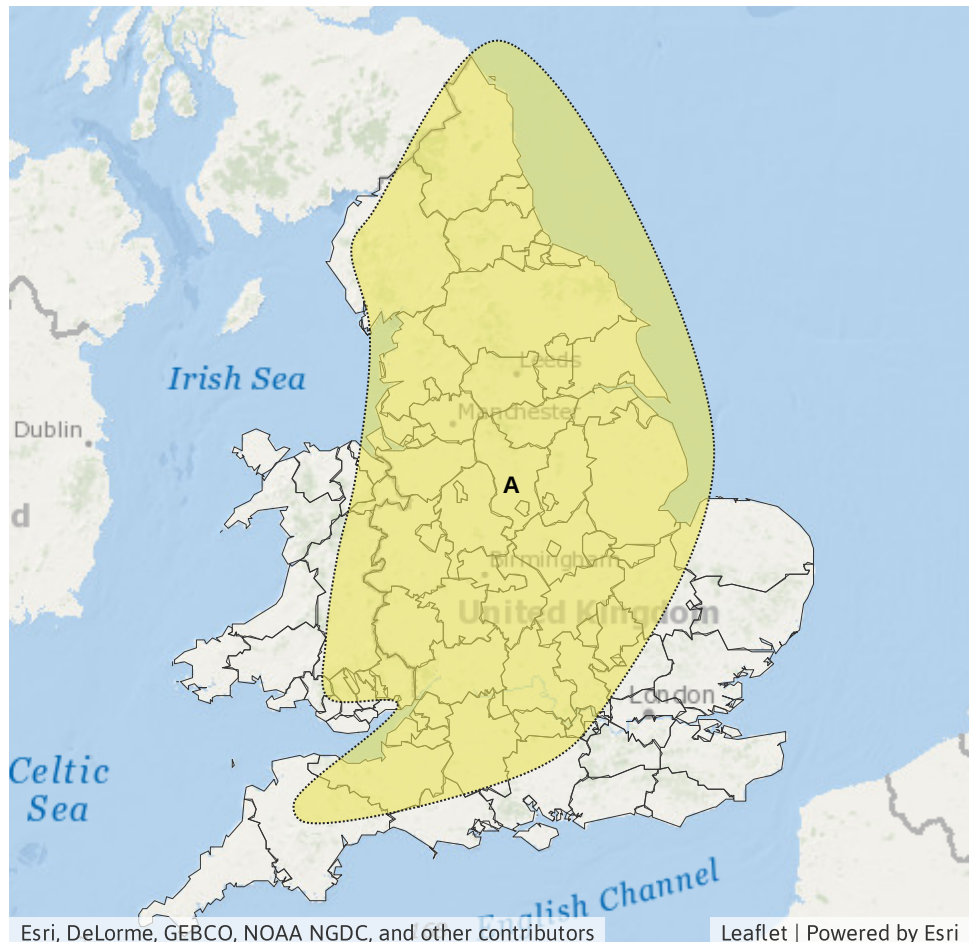 Leeds
Irish Sea
Manchester
Dublin
A
d
Birmingham
United Kingdom
London
Celtic
Sea
English Channel
Esri, DeLorme, GEBCO, NOAA NGDC, and other contributors
Leaflet | Powered by Esri